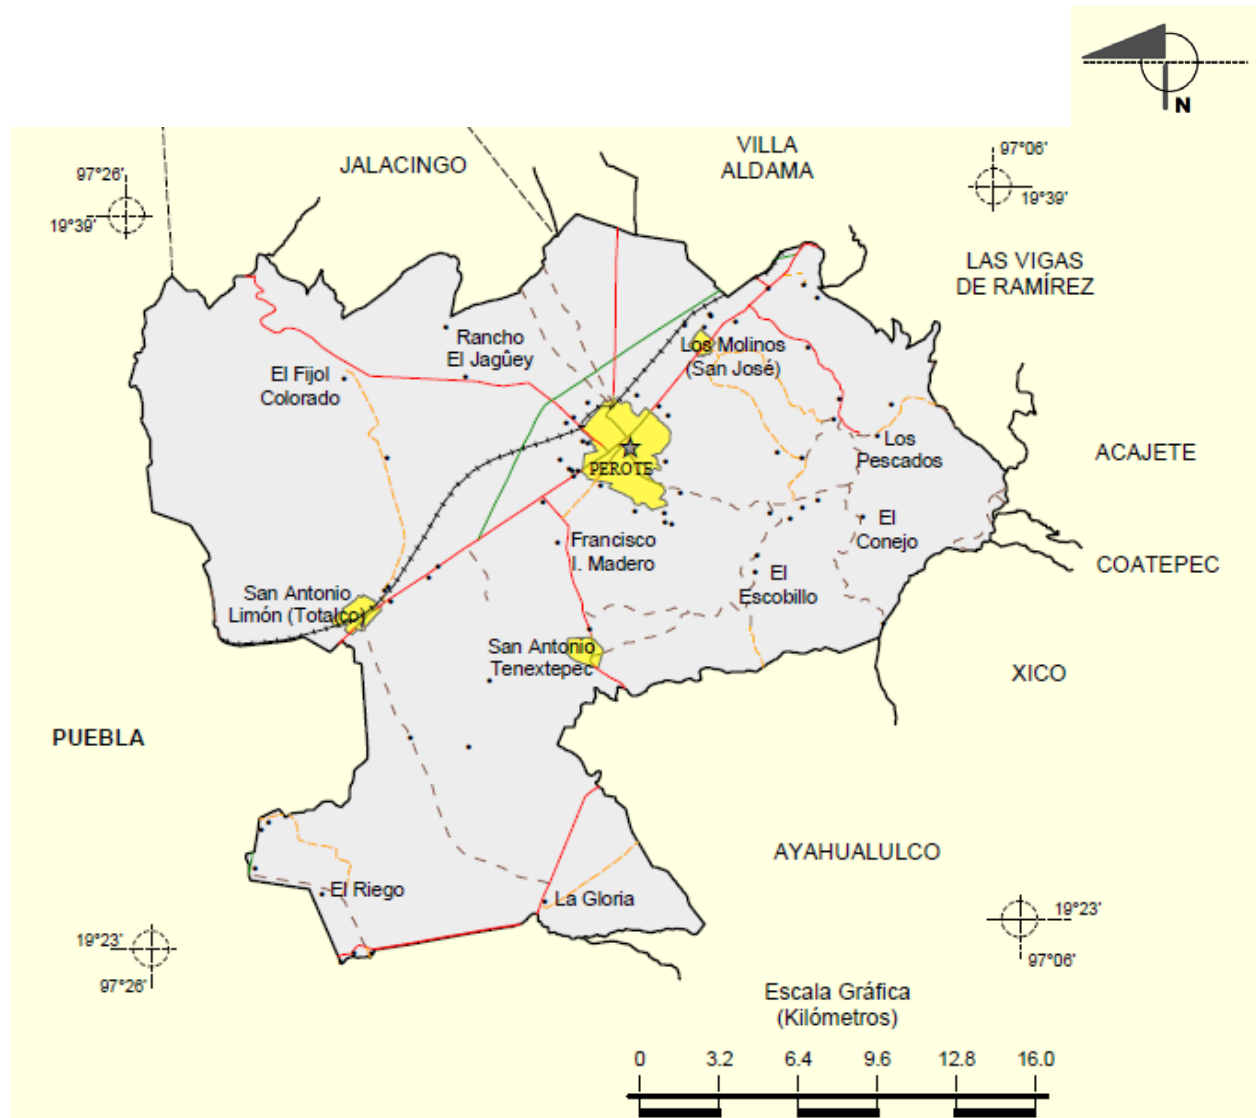 N
VILLA
ALDAMA
JALACINGO
97°26'
19°39'
97°06'
19°39'
LAS VIGAS
DE RAMÍREZ
Rancho
El Jagûey
Los Molinos
(San José)
El Fijol
Colorado
Los
Pescados
ACAJETE
PEROTE
El
Conejo
Francisco
I. Madero
COATEPEC
El
Escobillo
San Antonio
Limón (Totalco)
San Antonio
Tenextepec
XICO
PUEBLA
AYAHUALULCO
El Riego
La Gloria
19°23'
97°26'
19°23'
97°06'
Escala Gráfica
(Kilómetros)
0 3.2 6.4 9.6 12.8 16.0